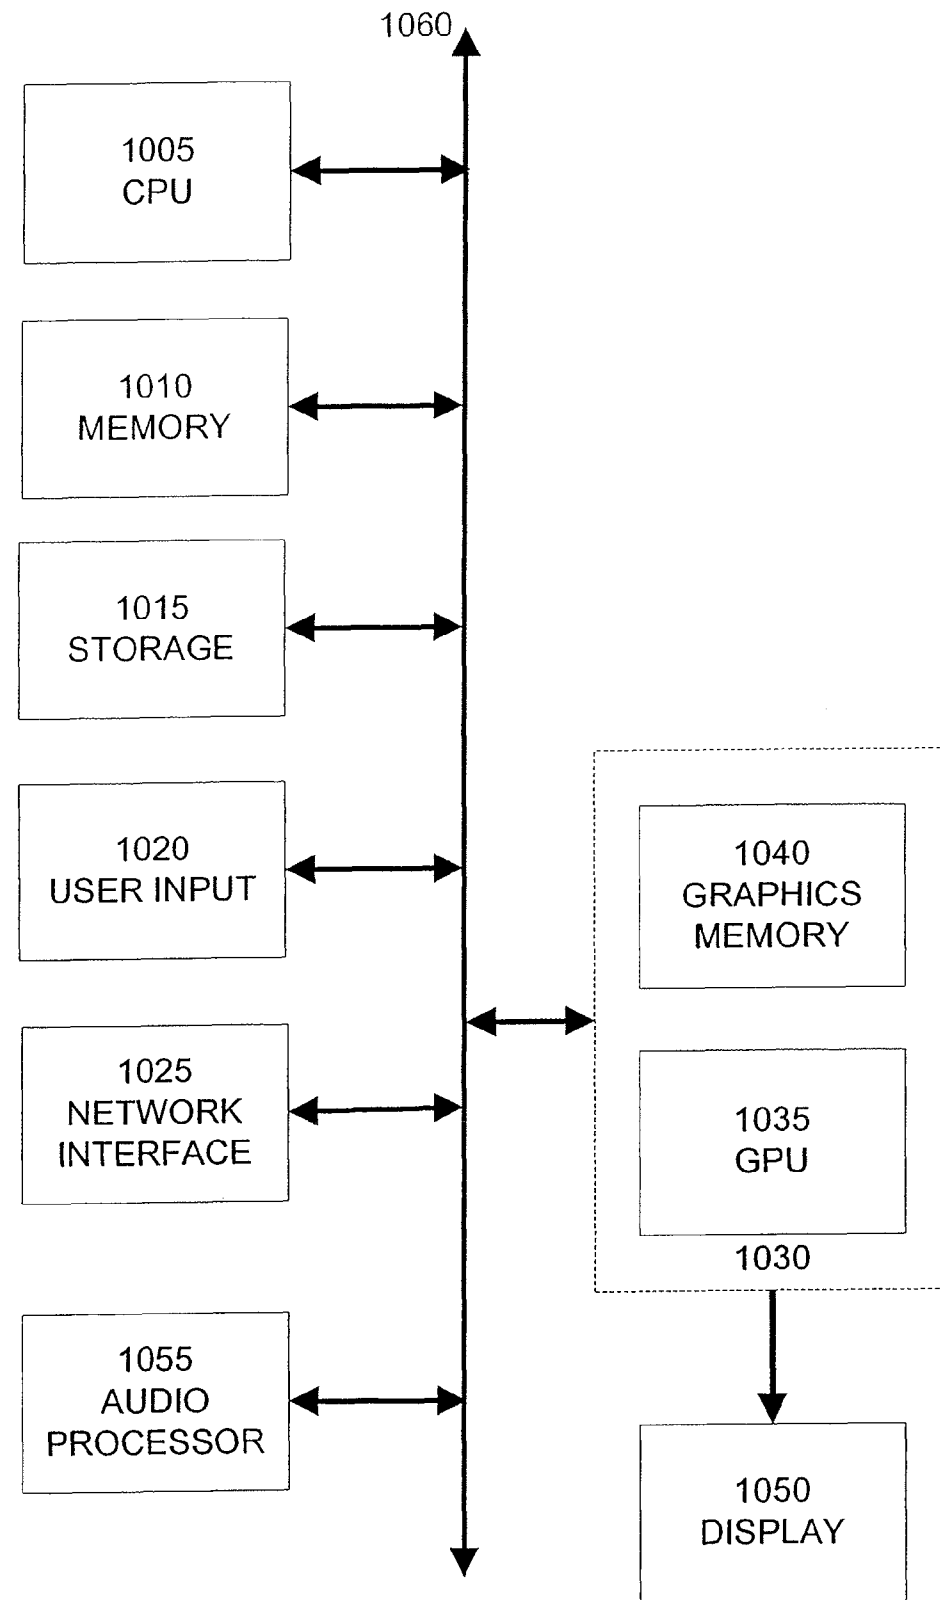 1060
1005
CPU
1010
MEMORY
1015
STORAGE
1020
USER INPUT
1025
NETWORK
INTERFACE
1055
AUDIO
PROCESSOR
1040
GRAPHICS
MEMORY
1035
GPU
1030
1050
DISPLAY